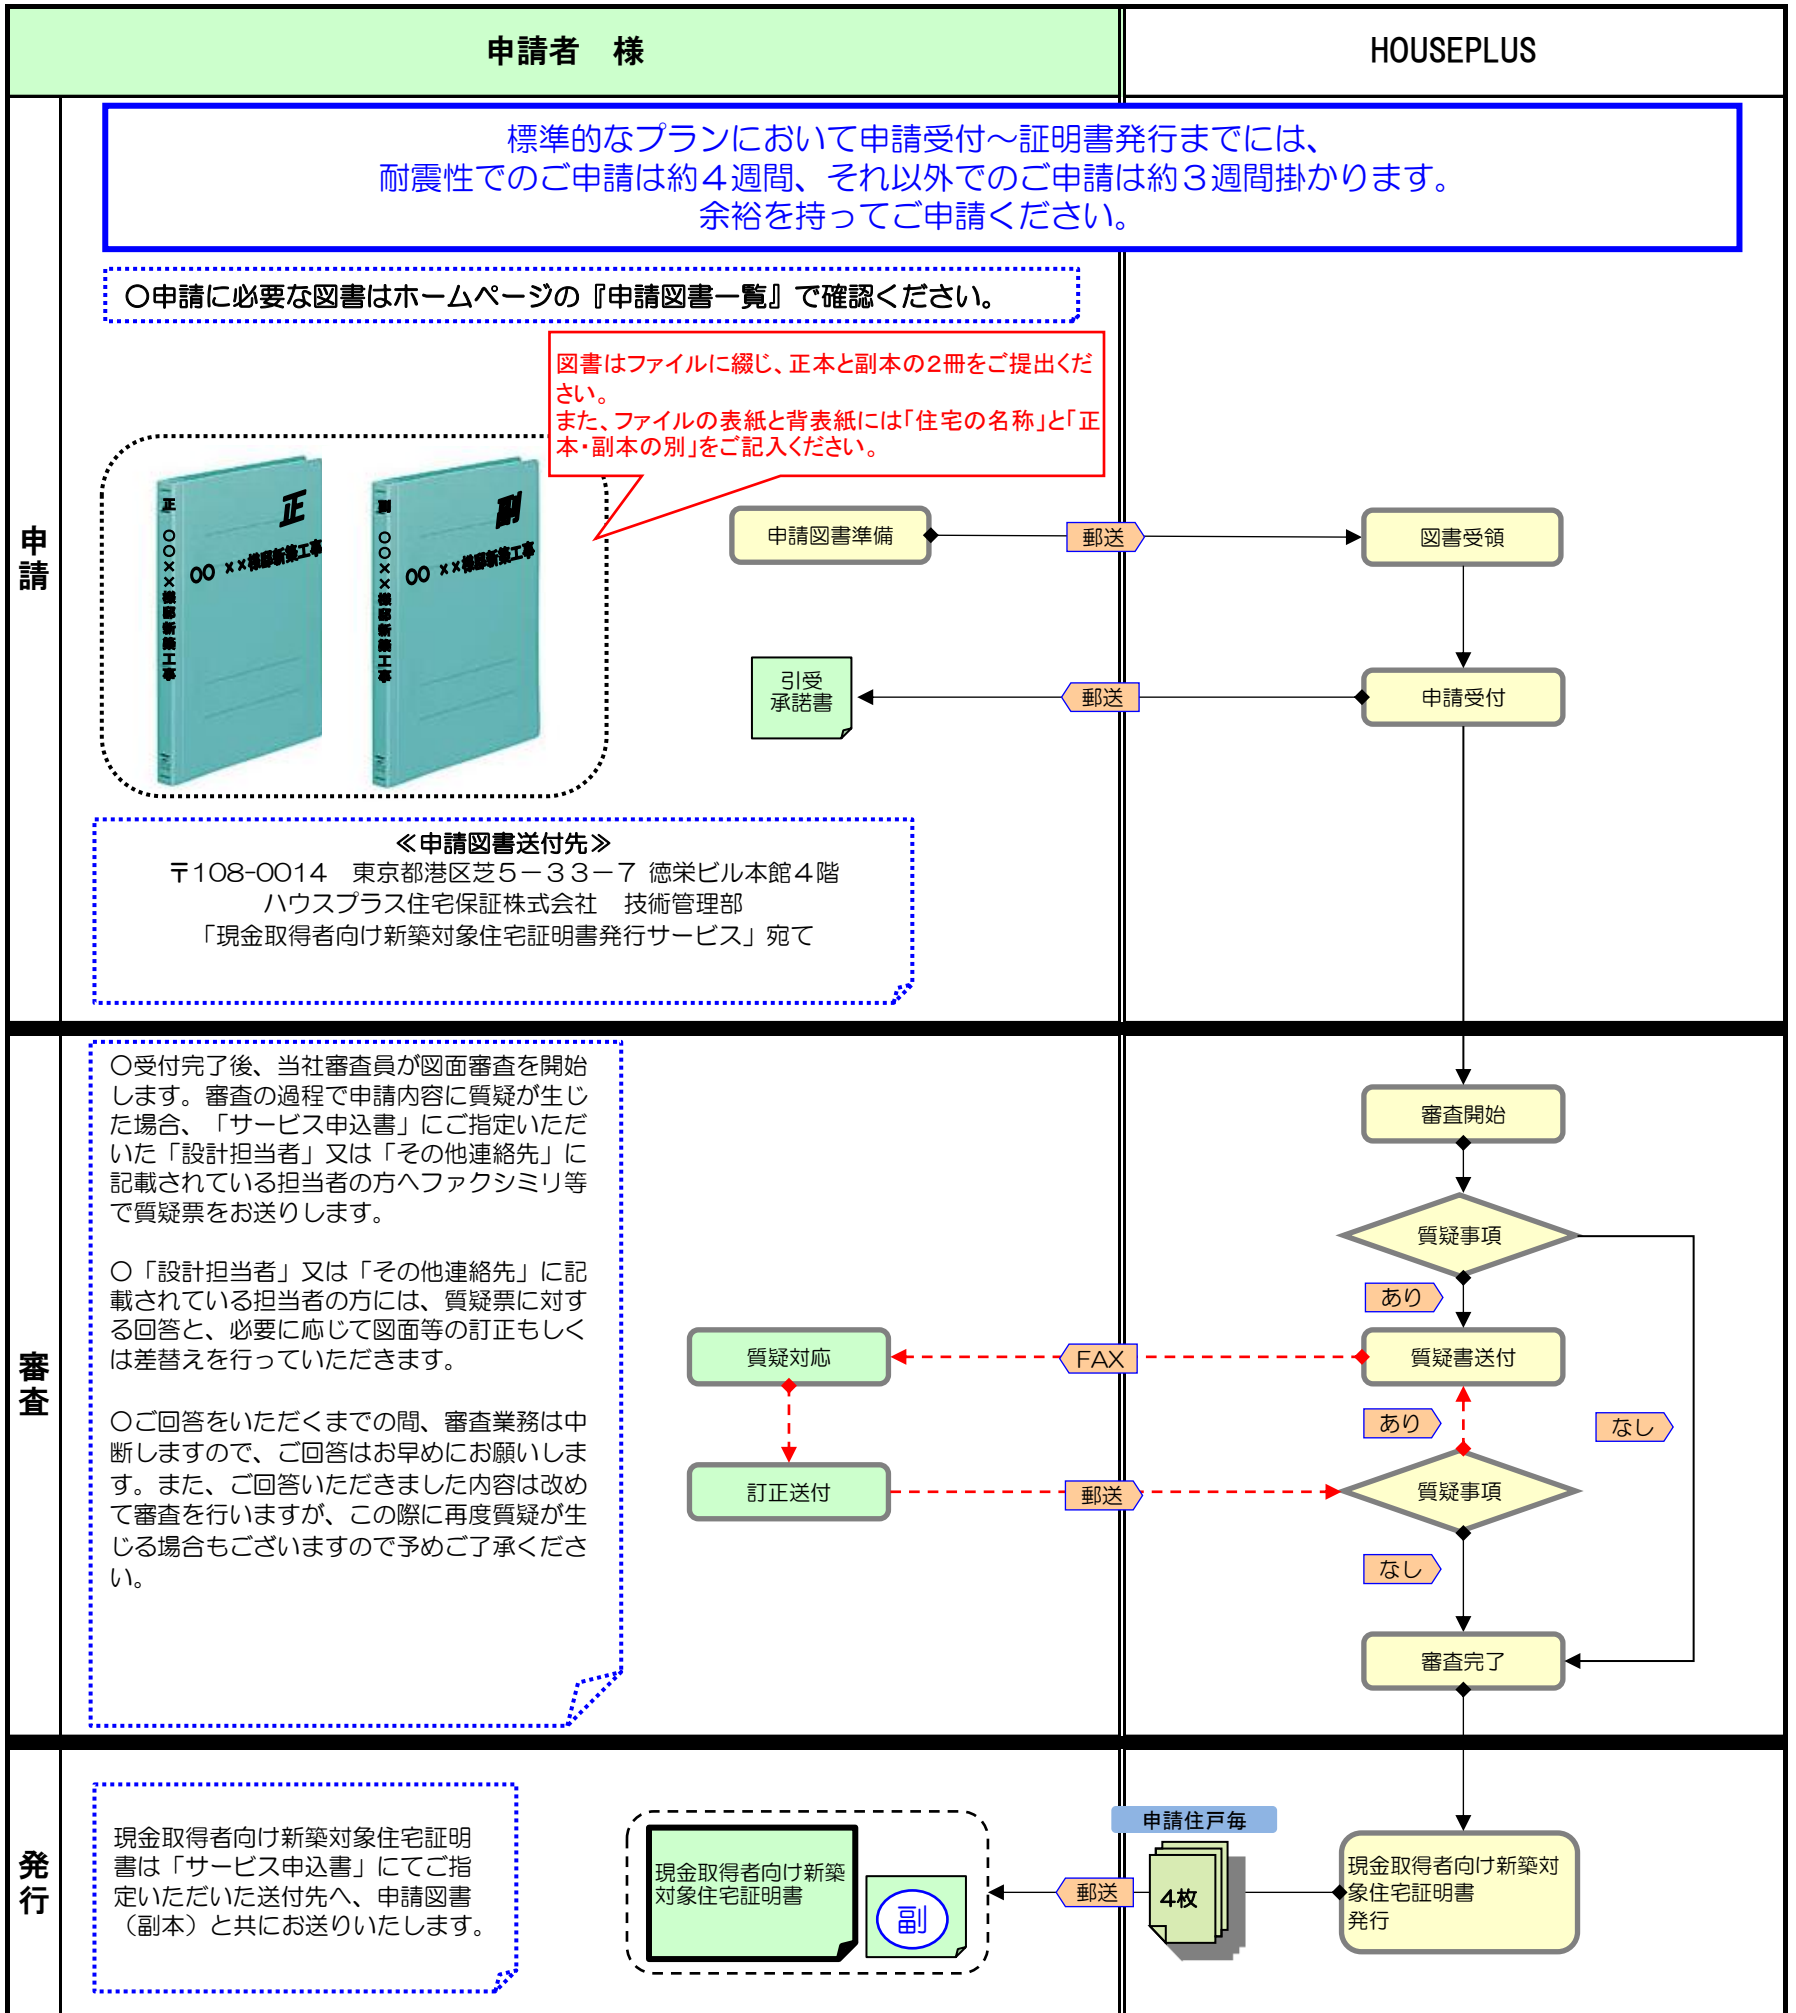 申請者　様
HOUSEPLUS
標準的なプランにおいて申請受付～証明書発行までには、
耐震性でのご申請は約４週間、それ以外でのご申請は約３週間掛かります。
余裕を持ってご申請ください。
申請
〇申請に必要な図書はホームページの『申請図書一覧』で確認ください。
図書はファイルに綴じ、正本と副本の2冊をご提出くだ
さい。
また、ファイルの表紙と背表紙には「住宅の名称」と「正
本・副本の別」をご記入ください。
正
〇〇 ××様邸新築工事
正　〇〇××様邸新築工事
副
〇〇 ××様邸新築工事
副　〇〇××様邸新築工事
申請図書準備
郵送
図書受領
引受
承諾書
郵送
申請受付
≪申請図書送付先≫
〒108-0014　東京都港区芝５－３３－７ 徳栄ビル本館４階
ハウスプラス住宅保証株式会社　技術管理部
「現金取得者向け新築対象住宅証明書発行サービス」宛て
審査
〇受付完了後、当社審査員が図面審査を開始
します。審査の過程で申請内容に質疑が生じ
た場合、「サービス申込書」にご指定いただ
いた「設計担当者」又は「その他連絡先」に
記載されている担当者の方へファクシミリ等
で質疑票をお送りします。
〇「設計担当者」又は「その他連絡先」に記
載されている担当者の方には、質疑票に対す
る回答と、必要に応じて図面等の訂正もしく
は差替えを行っていただきます。
〇ご回答をいただくまでの間、審査業務は中
断しますので、ご回答はお早めにお願いしま
す。また、ご回答いただきました内容は改め
て審査を行いますが、この際に再度質疑が生
じる場合もございますので予めご了承くださ
い。
審査開始
質疑事項
あり
質疑対応
FAX
質疑書送付
あり
なし
訂正送付
郵送
質疑事項
なし
審査完了
発行
現金取得者向け新築対象住宅証明
書は「サービス申込書」にてご指
定いただいた送付先へ、申請図書
（副本）と共にお送りいたします。
現金取得者向け新築
対象住宅証明書
副
郵送
申請住戸毎
4枚
現金取得者向け新築対
象住宅証明書
発行